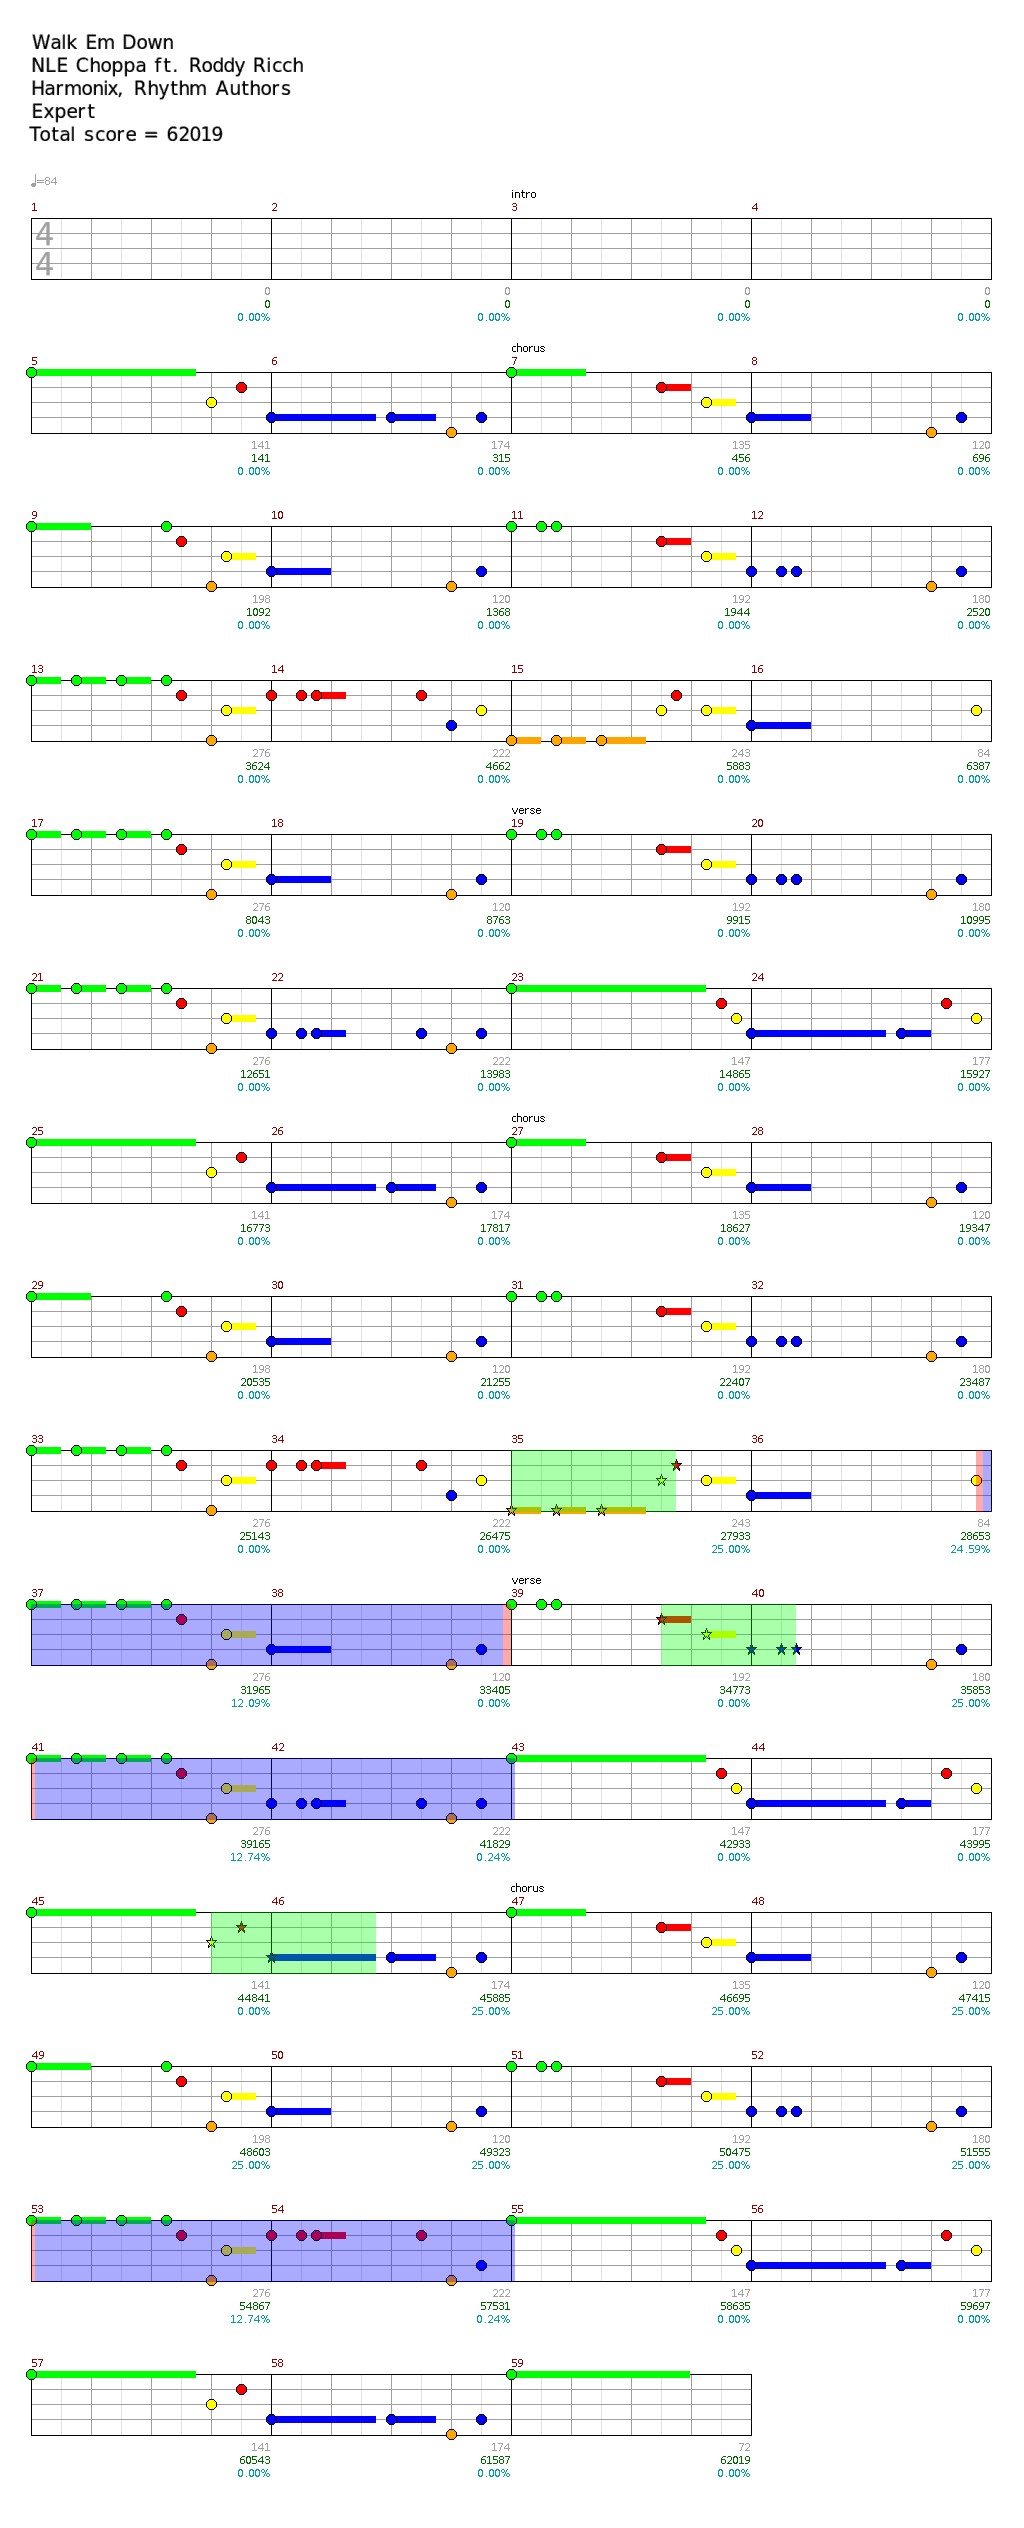 Walk Em Down
NLE Choppa ft. Roddy Ricch
Harmonix, Rhythm Authors
Expert
Total score = 62019
♩=84
intro
1 2 3 4
4
4
0 0 0 0
0 0 0 0
0.00% 0.00% 0.00% 0.00%
chorus
5 6 7 8
141 174 135 120
141 315 456 696
0.00% 0.00% 0.00% 0.00%
9 10 11 12
198 120 192 180
1092 1368 1944 2520
0.00% 0.00% 0.00% 0.00%
13 14 15 16
276 222 243 84
3624 4662 5883 6387
0.00% 0.00% 0.00% 0.00%
verse
17 18 19 20
276 120 192 180
8043 8763 9915 10995
0.00% 0.00% 0.00% 0.00%
21 22 23 24
276 222 147 177
12651 13983 14865 15927
0.00% 0.00% 0.00% 0.00%
chorus
25 26 27 28
141 174 135 120
16773 17817 18627 19347
0.00% 0.00% 0.00% 0.00%
29 30 31 32
198 120 192 180
20535 21255 22407 23487
0.00% 0.00% 0.00% 0.00%
33 34 35 36
276 222 243 84
25143 26475 27933 28653
0.00% 0.00% 25.00% 24.59%
verse
37 38 39 40
276 120 192 180
31965 33405 34773 35853
12.09% 0.00% 0.00% 25.00%
41 42 43 44
276 222 147 177
39165 41829 42933 43995
12.74% 0.24% 0.00% 0.00%
chorus
45 46 47 48
141 174 135 120
44841 45885 46695 47415
0.00% 25.00% 25.00% 25.00%
49 50 51 52
198 120 192 180
48603 49323 50475 51555
25.00% 25.00% 25.00% 25.00%
53 54 55 56
276 222 147 177
54867 57531 58635 59697
12.74% 0.24% 0.00% 0.00%
57 58 59
141 174 72
60543 61587 62019
0.00% 0.00% 0.00%